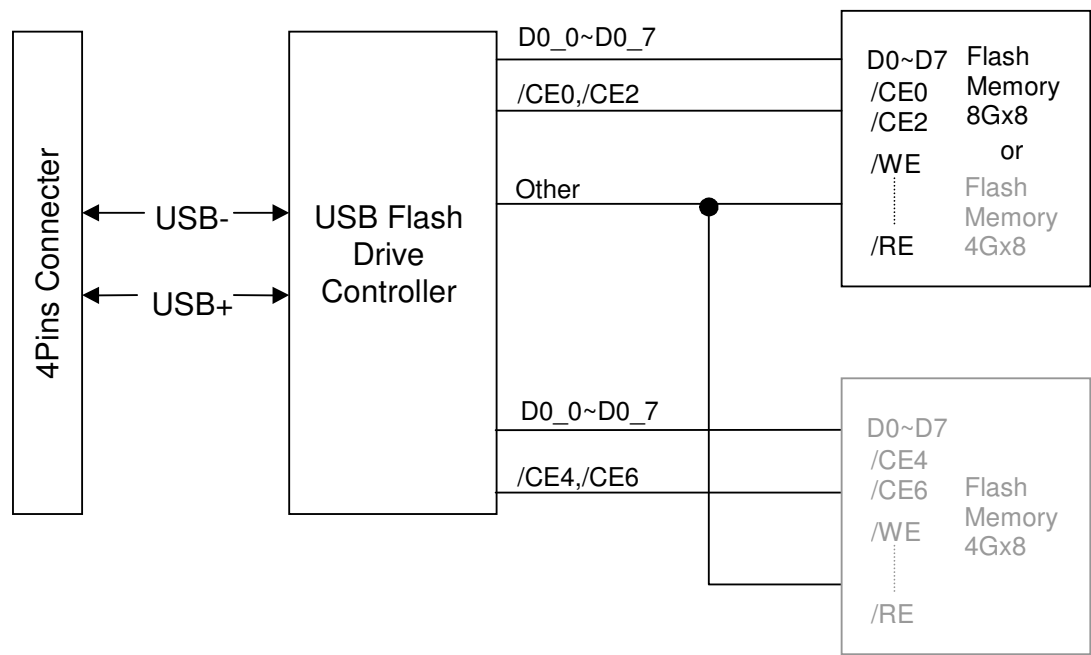 4Pins Connecter
USB-
USB+
USB Flash
Drive
Controller
D0_0~D0_7
/CE0,/CE2
Other
D0_0~D0_7
/CE4,/CE6
D0~D7
/CE0
/CE2
/WE
/RE
Flash
Memory
8Gx8
or
Flash
Memory
4Gx8
D0~D7
/CE4
/CE6
/WE
/RE
Flash
Memory
4Gx8